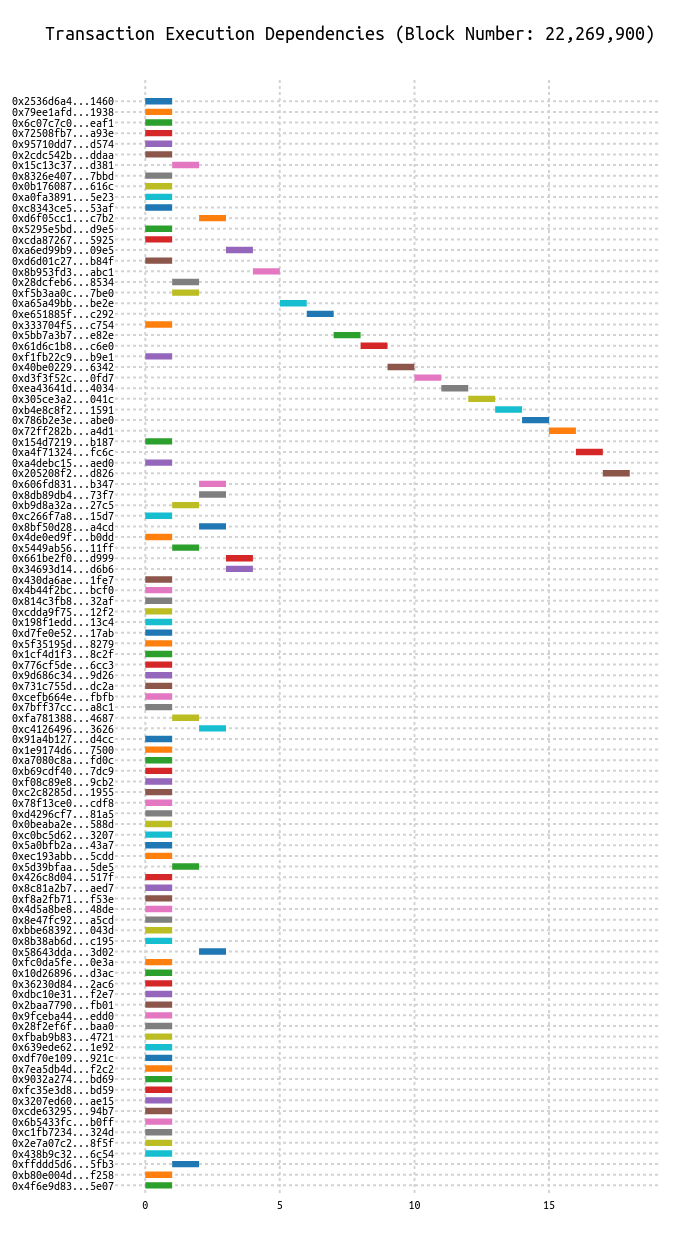 Transaction Execution Dependencies (Block Number: 22,269,900)
0x2536d6a4...1460
0x79ee1afd...1938
0x6c07c7c0...eaf1
0x72508fb7...a93e
0x95710dd7...d574
0x2cdc542b...ddaa
0x15c13c37...d381
0x8326e407...7bbd
0x0b176087...616c
0xa0fa3891...5e23
0xc8343ce5...53af
0xd6f05cc1...c7b2
0x5295e5bd...d9e5
0xcda87267...5925
0xa6ed99b9...09e5
0xd6d01c27...b84f
0x8b953fd3...abc1
0x28dcfeb6...8534
0xf5b3aa0c...7be0
0xa65a49bb...be2e
0xe651885f...c292
0x333704f5...c754
0x5bb7a3b7...e82e
0x61d6c1b8...c6e0
0xf1fb22c9...b9e1
0x40be0229...6342
0xd3f3f52c...0fd7
0xea43641d...4034
0x305ce3a2...041c
0xb4e8c8f2...1591
0x786b2e3e...abe0
0x72ff282b...a4d1
0x154d7219...b187
0xa4f71324...fc6c
0xa4debc15...aed0
0x205208f2...d826
0x606fd831...b347
0x8db89db4...73f7
0xb9d8a32a...27c5
0xc266f7a8...15d7
0x8bf50d28...a4cd
0x4de0ed9f...b0dd
0x5449ab56...11ff
0x661be2f0...d999
0x34693d14...d6b6
0x430da6ae...1fe7
0x4b44f2bc...bcf0
0x814c3fb8...32af
0xcdda9f75...12f2
0x198f1edd...13c4
0xd7fe0e52...17ab
0x5f35195d...8279
0x1cf4d1f3...8c2f
0x776cf5de...6cc3
0x9d686c34...9d26
0x731c755d...dc2a
0xcefb664e...fbfb
0x7bff37cc...a8c1
0xfa781388...4687
0xc4126496...3626
0x91a4b127...d4cc
0x1e9174d6...7500
0xa7080c8a...fd0c
0xb69cdf40...7dc9
0xf08c89e8...9cb2
0xc2c8285d...1955
0x78f13ce0...cdf8
0xd4296cf7...81a5
0x0beaba2e...588d
0xc0bc5d62...3207
0x5a0bfb2a...43a7
0xec193abb...5cdd
0x5d39bfaa...5de5
0x426c8d04...517f
0x8c81a2b7...aed7
0xf8a2fb71...f53e
0x4d5a8be8...48de
0x8e47fc92...a5cd
0xbbe68392...043d
0x8b38ab6d...c195
0x58643dda...3d02
0xfc0da5fe...0e3a
0x10d26896...d3ac
0x36230d84...2ac6
0xdbc10e31...f2e7
0x2baa7790...fb01
0x9fceba44...edd0
0x28f2ef6f...baa0
0xfbab9b83...4721
0x639ede62...1e92
0xdf70e109...921c
0x7ea5db4d...f2c2
0x9032a274...bd69
0xfc35e3d8...bd59
0x3207ed60...ae15
0xcde63295...94b7
0x6b5433fc...b0ff
0xc1fb7234...324d
0x2e7a07c2...8f5f
0x438b9c32...6c54
0xffddd5d6...5fb3
0xb80e004d...f258
0x4f6e9d83...5e07
0 5 10 15